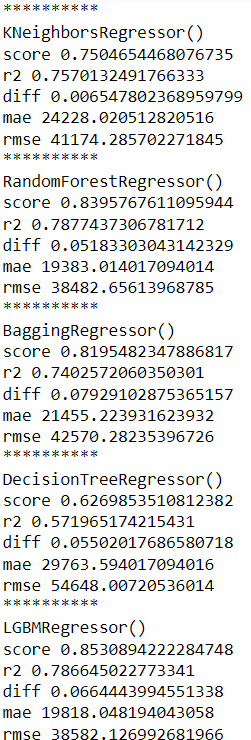 **********
KNeighborsRegressor()
score 0.7504654468076735
r2 0.7570132491766333
diff 0.006547802368959799
mae 24228.020512820516
rmse 41174.285702271845
**********
RandomForestRegressor()
score 0.8395767611095944
r2 0.7877437306781712
diff 0.05183303043142329
mae 19383.014017094014
rmse 38482.65613968785
**********
BaggingRegressor()
score 0.8195482347886817
r2 0.7402572060350301
diff 0.07929102875365157
mae 21455.223931623932
rmse 42570.28235396726
**********
DecisionTreeRegressor()
score 0.6269853510812382
r2 0.571965174215431
diff 0.05502017686580718
mae 29763.594017094016
rmse 54648.00720536014
**********
LGBMRegressor()
score 0.8530894222284748
r2 0.786645022773341
diff 0.0664443994551338
mae 19818.048194043058
rmse 38582.126992681966